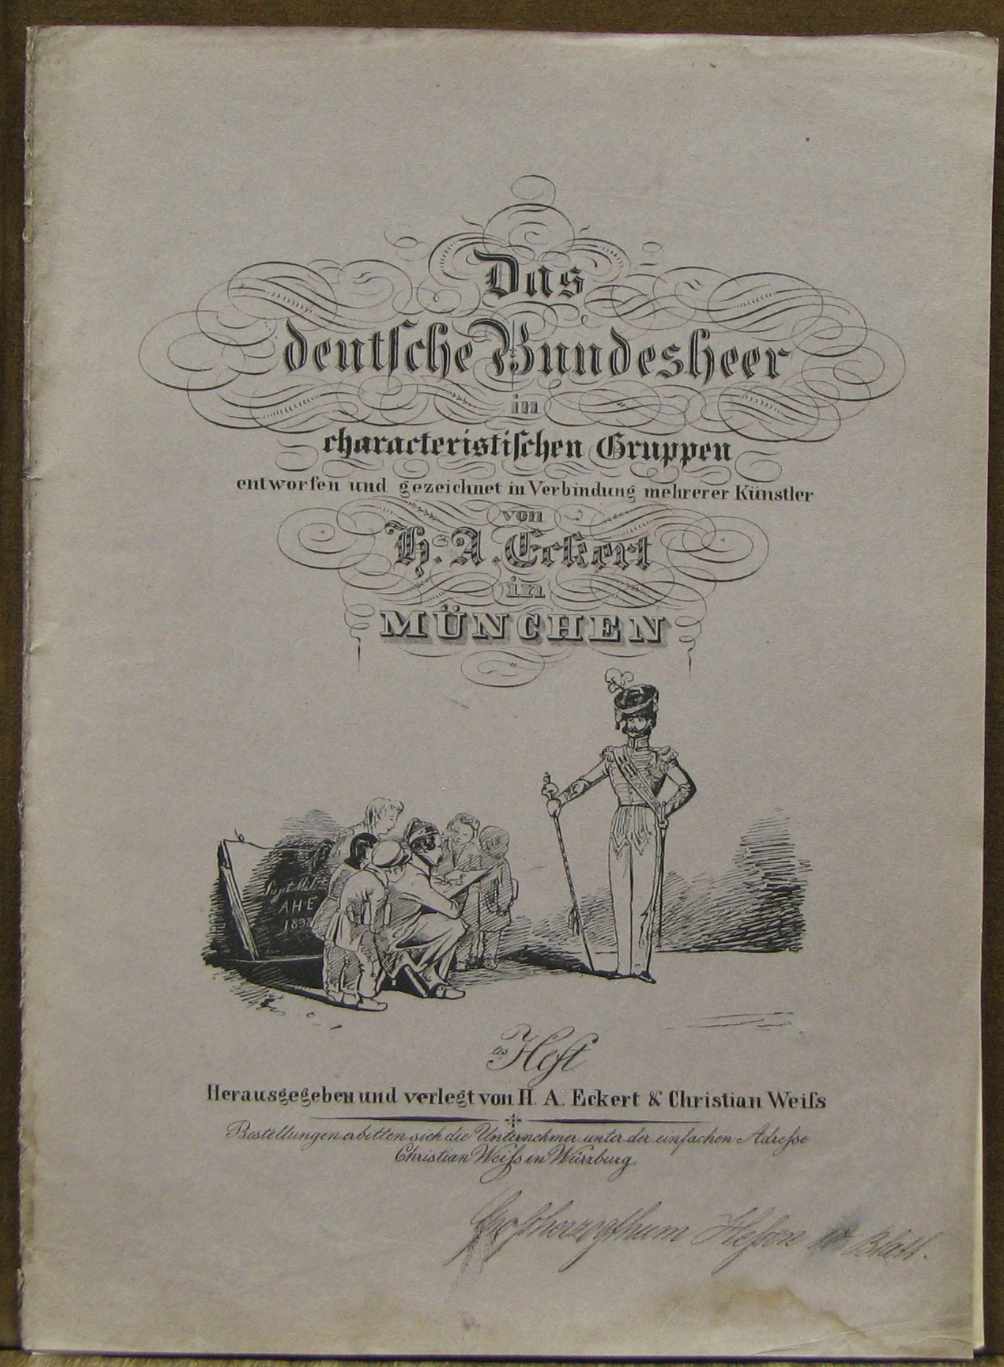 Das
deutſche Bundesheer
in
characteristiſchen Gruppen
entworfen und gezeichnet in Verbindung mehrerer Künstler
von
H. A. Eckert
in
MÜNCHEN
A H E
tes Heft
Herausgegeben und verlegt von H. A. Eckert & Christian Weiſs
Bestellungen erbitten sich die Unternehmer unter der einfachen Adreſse
Christian Weiſs in Würzburg.
Großherzogthum Heſsen Blatt.